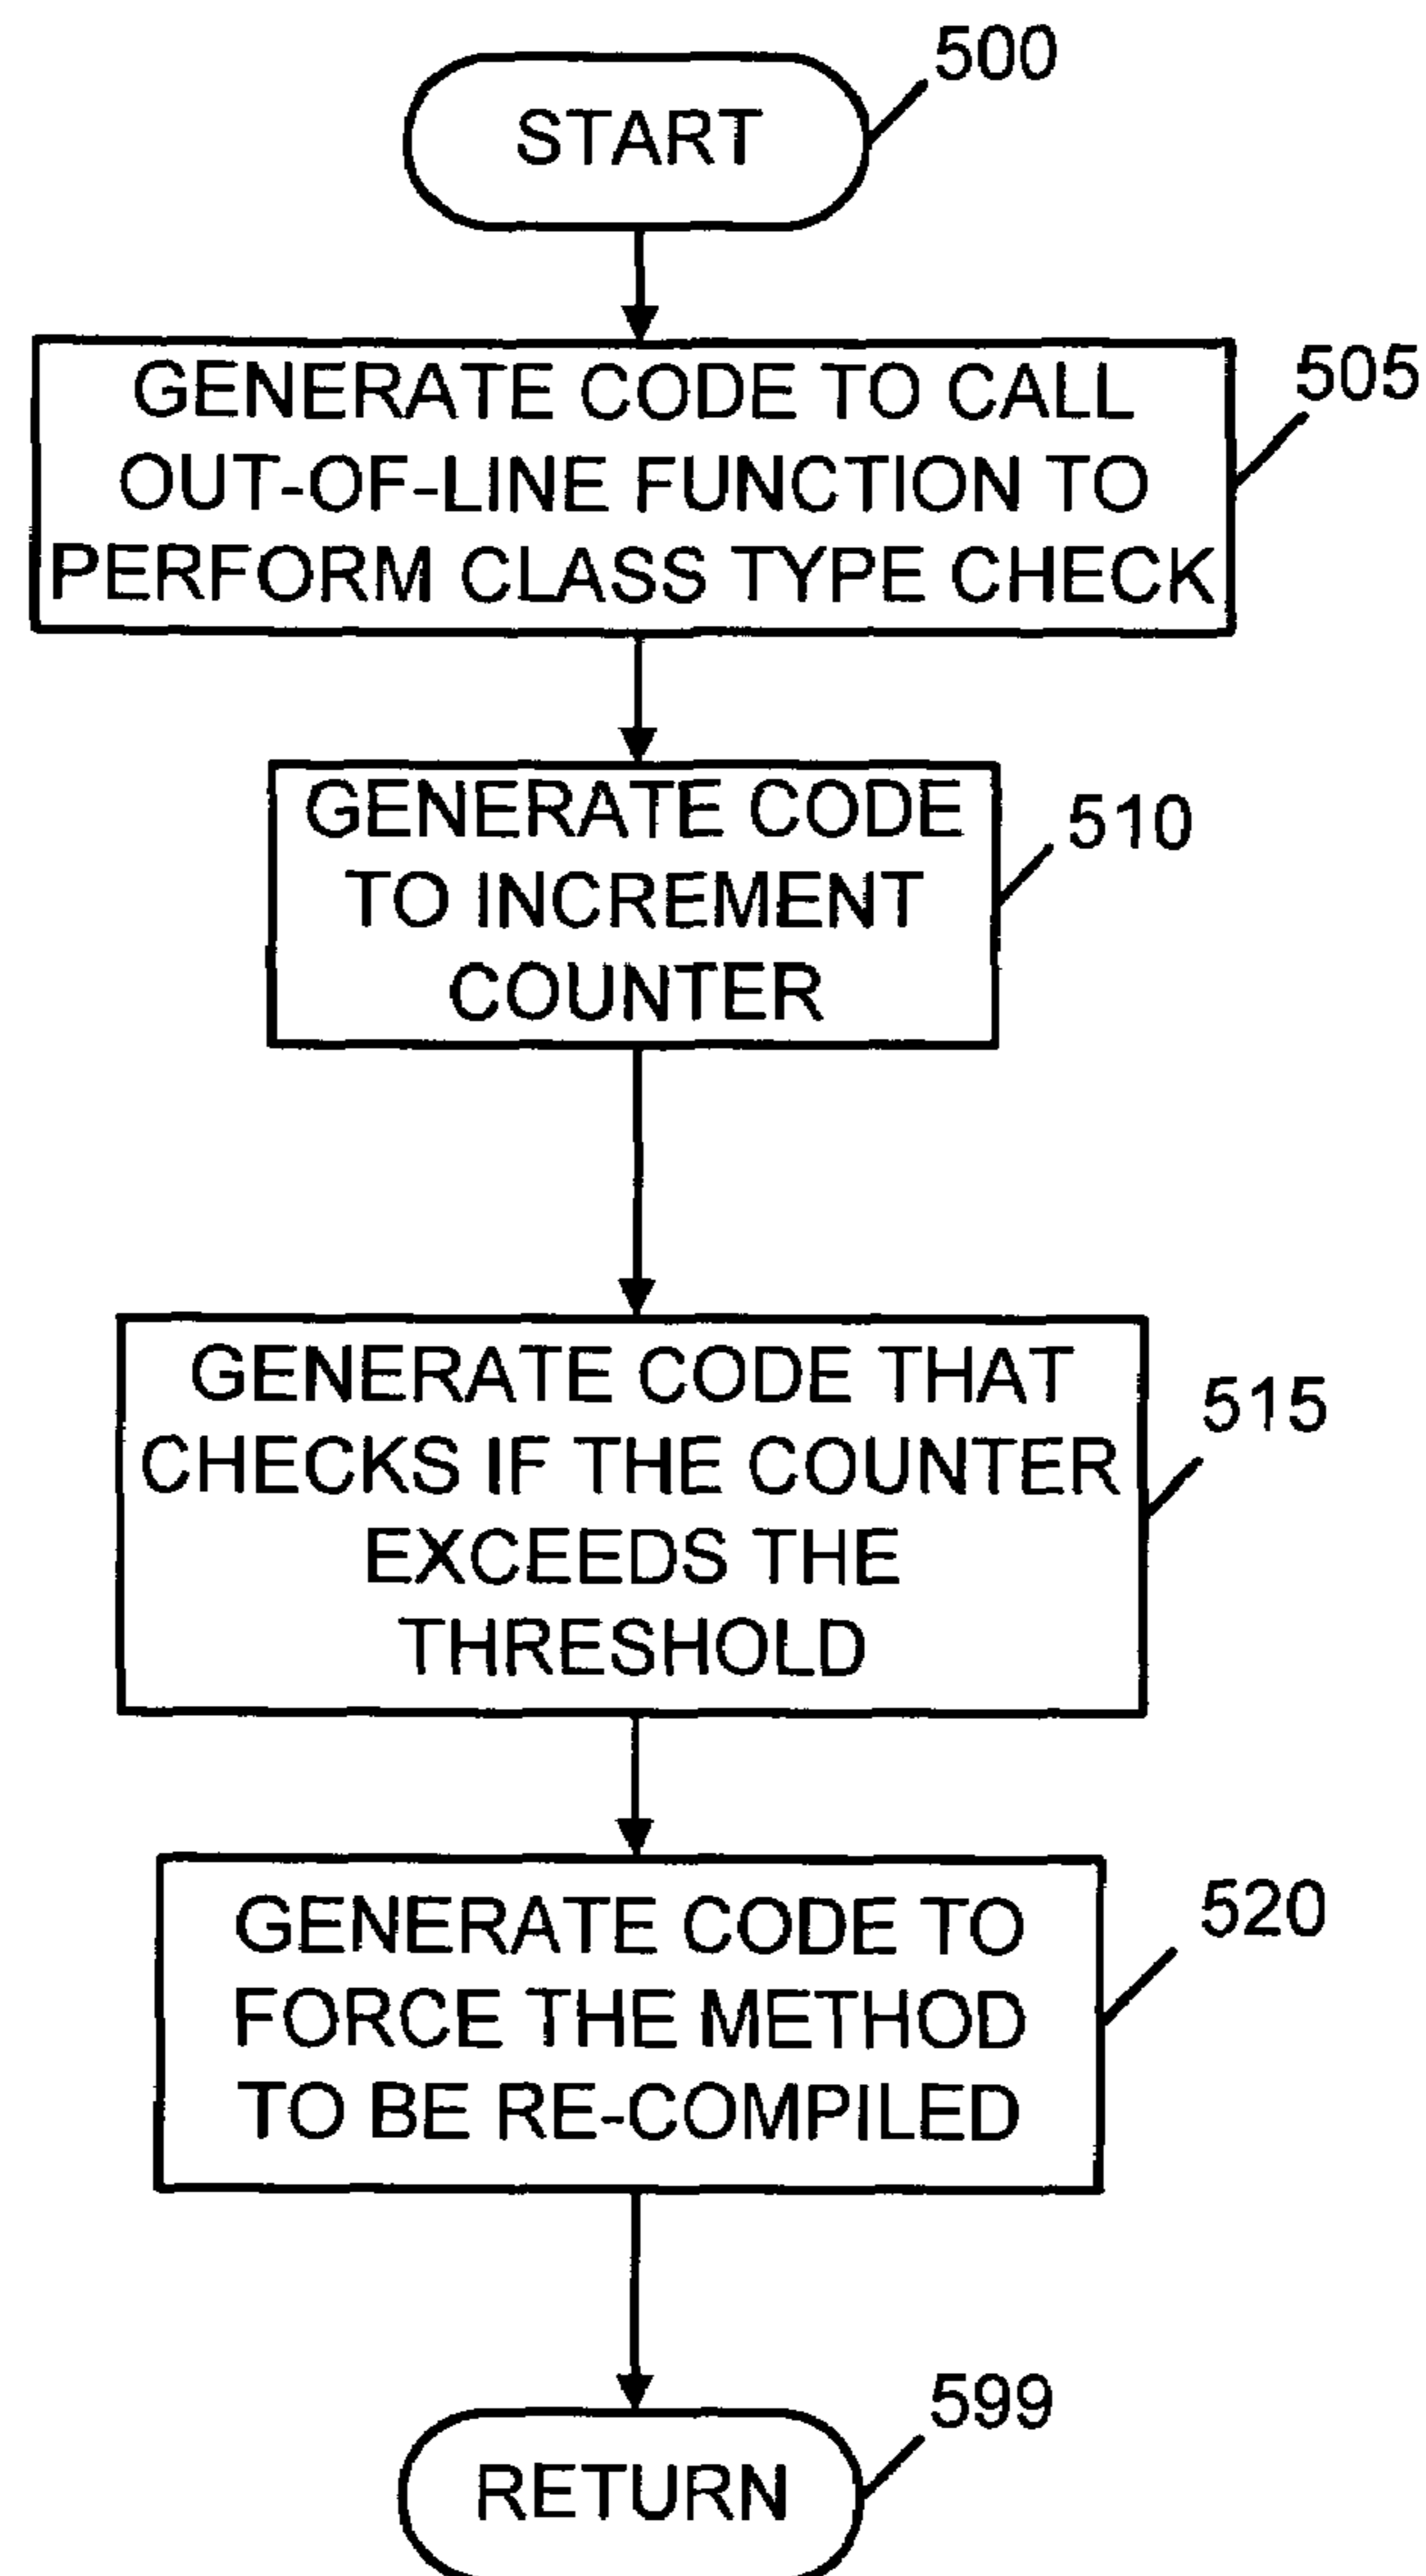 500
START
505
GENERATE CODE TO CALL
OUT-OF-LINE FUNCTION TO
PERFORM CLASS TYPE CHECK
510
GENERATE CODE
TO INCREMENT
COUNTER
515
GENERATE CODE THAT
CHECKS IF THE COUNTER
EXCEEDS THE
THRESHOLD
520
GENERATE CODE TO
FORCE THE METHOD
TO BE RE-COMPILED
599
RETURN